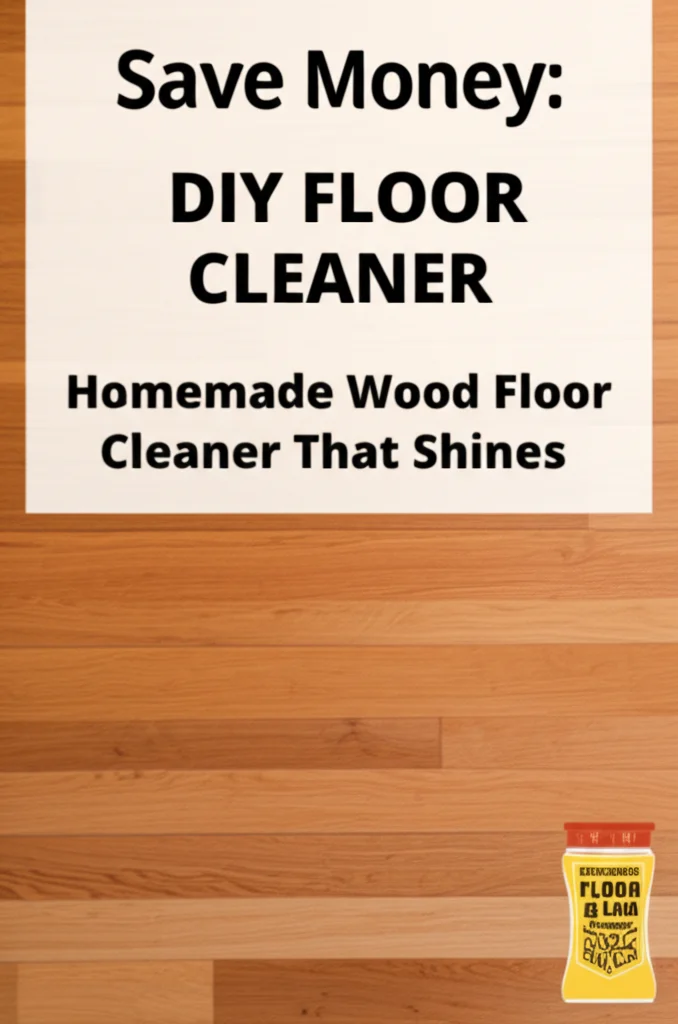 Save Money:
DIY FLOOR
CLEANER
Homemade Wood Floor
Cleaner That Shines